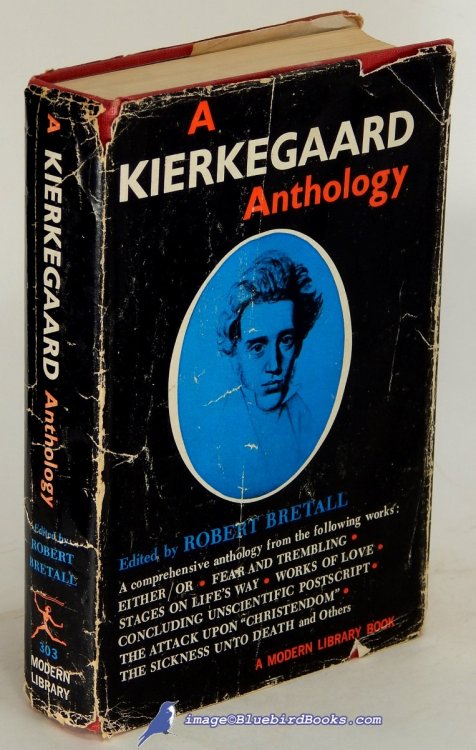 A
KIERKEGAARD
Anthology
Edited by ROBERT BRETALL
A comprehensive anthology from the following works:
EITHER/OR • FEAR AND TREMBLING •
STAGES ON LIFE'S WAY • WORKS OF LOVE •
CONCLUDING UNSCIENTIFIC POSTSCRIPT •
THE ATTACK UPON "CHRISTENDOM" •
THE SICKNESS UNTO DEATH and Others
A MODERN LIBRARY BOOK
A KIERKEGAARD Anthology
Edited by
ROBERT
BRETALL
303
MODERN
LIBRARY
image©BluebirdBooks.com